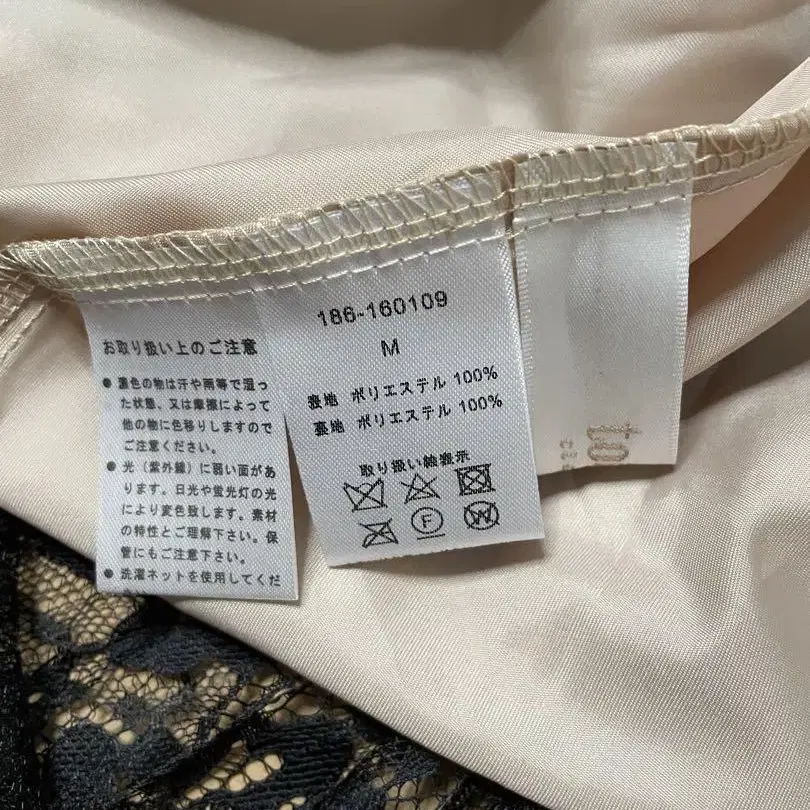 お取り扱い上のご注意
● 濃色の物は汗や雨等で湿っ
た状態、又は摩擦によって
他の物に色移りしますので
ご注意ください。
● 光（紫外線）に弱い面があ
ります。日光や蛍光灯の光
により変色致します。素材
の特性とご理解下さい。保
管にもご注意下さい。
● 洗濯ネットを使用してくだ
186-160109
M
表地 ポリエステル 100%
裏地 ポリエステル 100%
取り扱い絵表示
F
W